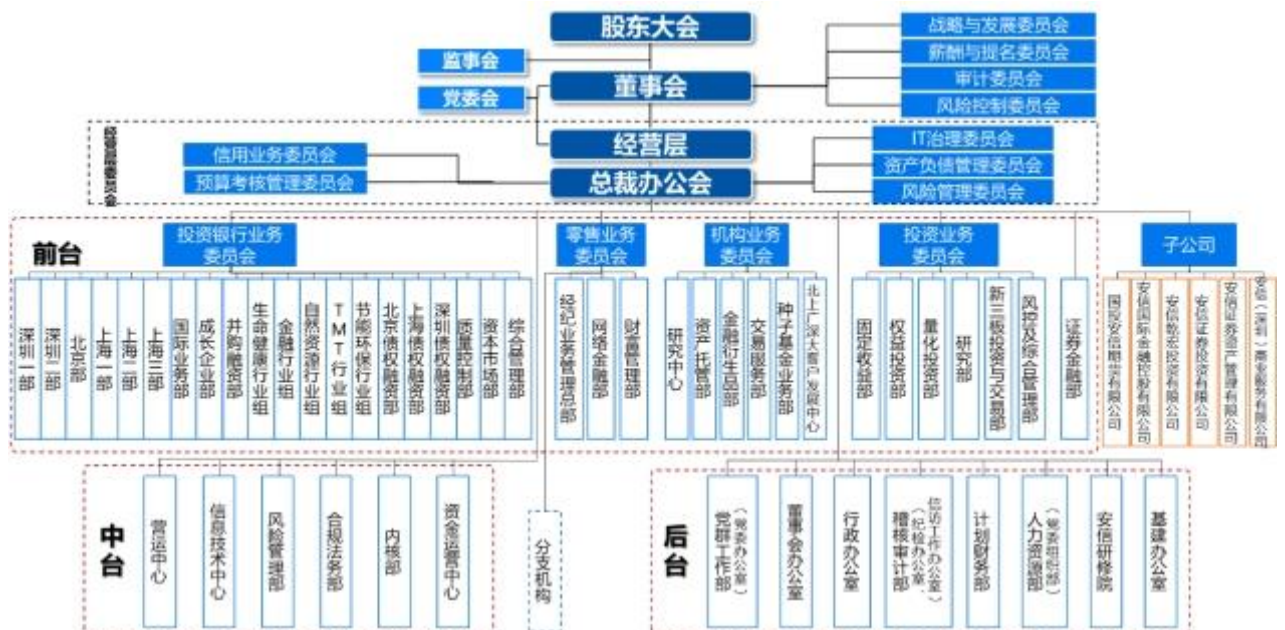 股东大会
监事会
党委会
董事会
战略与发展委员会
薪酬与提名委员会
审计委员会
风险控制委员会
经营层委员会
经营层
总裁办公会
信用业务委员会
预算考核管理委员会
IT治理委员会
资产负债管理委员会
风险管理委员会
前台
投资银行业务
委员会
深圳一部
深圳二部
北京部
上海一部
上海二部
上海三部
国际业务部
成长企业部
并购融资部
生命健康行业组
金融行业组
自然资源行业组
TMT行业组
节能环保行业组
北京债权融资部
上海债权融资部
深圳债权融资部
质量控制部
资本市场部
综合管理部
零售业务
委员会
经纪业务管理总部
网络金融部
财富管理部
机构业务
委员会
研究中心
资产托管部
金融衍生品部
交易服务部
种子基金业务部
北上广深大客户发展中心
投资业务
委员会
固定收益部
权益投资部
量化投资部
研究部
新三板投资与交易部
风控及综合管理部
证券金融部
子公司
国投安信期货有限公司
安信国际金融控股有限公司
安信乾宏投资有限公司
安信证券投资有限公司
安信证券资产管理有限公司
安信（深圳）商业服务有限公司
中台
营运中心
信息技术中心
风险管理部
合规法务部
内核部
资金运营中心
分支机构
后台
党群工作部
（党委办公室）
董事会办公室
行政办公室
稽核审计部
（纪检办公室、
信访工作办公室）
计划财务部
人力资源部
（党委组织部）
安信研修院
基建办公室